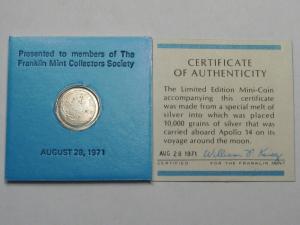 Presented to members of The
Franklin Mint Collectors Society
AUGUST 28, 1971
CERTIFICATE
OF AUTHENTICITY
The Limited Edition Mini-Coin
accompanying this certificate
was made from a special melt of
silver into which was placed
10,000 grains of silver that was
carried aboard Apollo 14 on its
voyage around the moon.
AUG 28 1971
CERTIFIED FOR THE FRANKLIN MINT